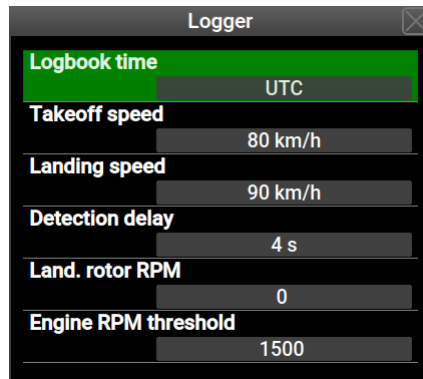 Logger
Logbook time
UTC
Takeoff speed
80 km/h
Landing speed
90 km/h
Detection delay
4 s
Land. rotor RPM
0
Engine RPM threshold
1500